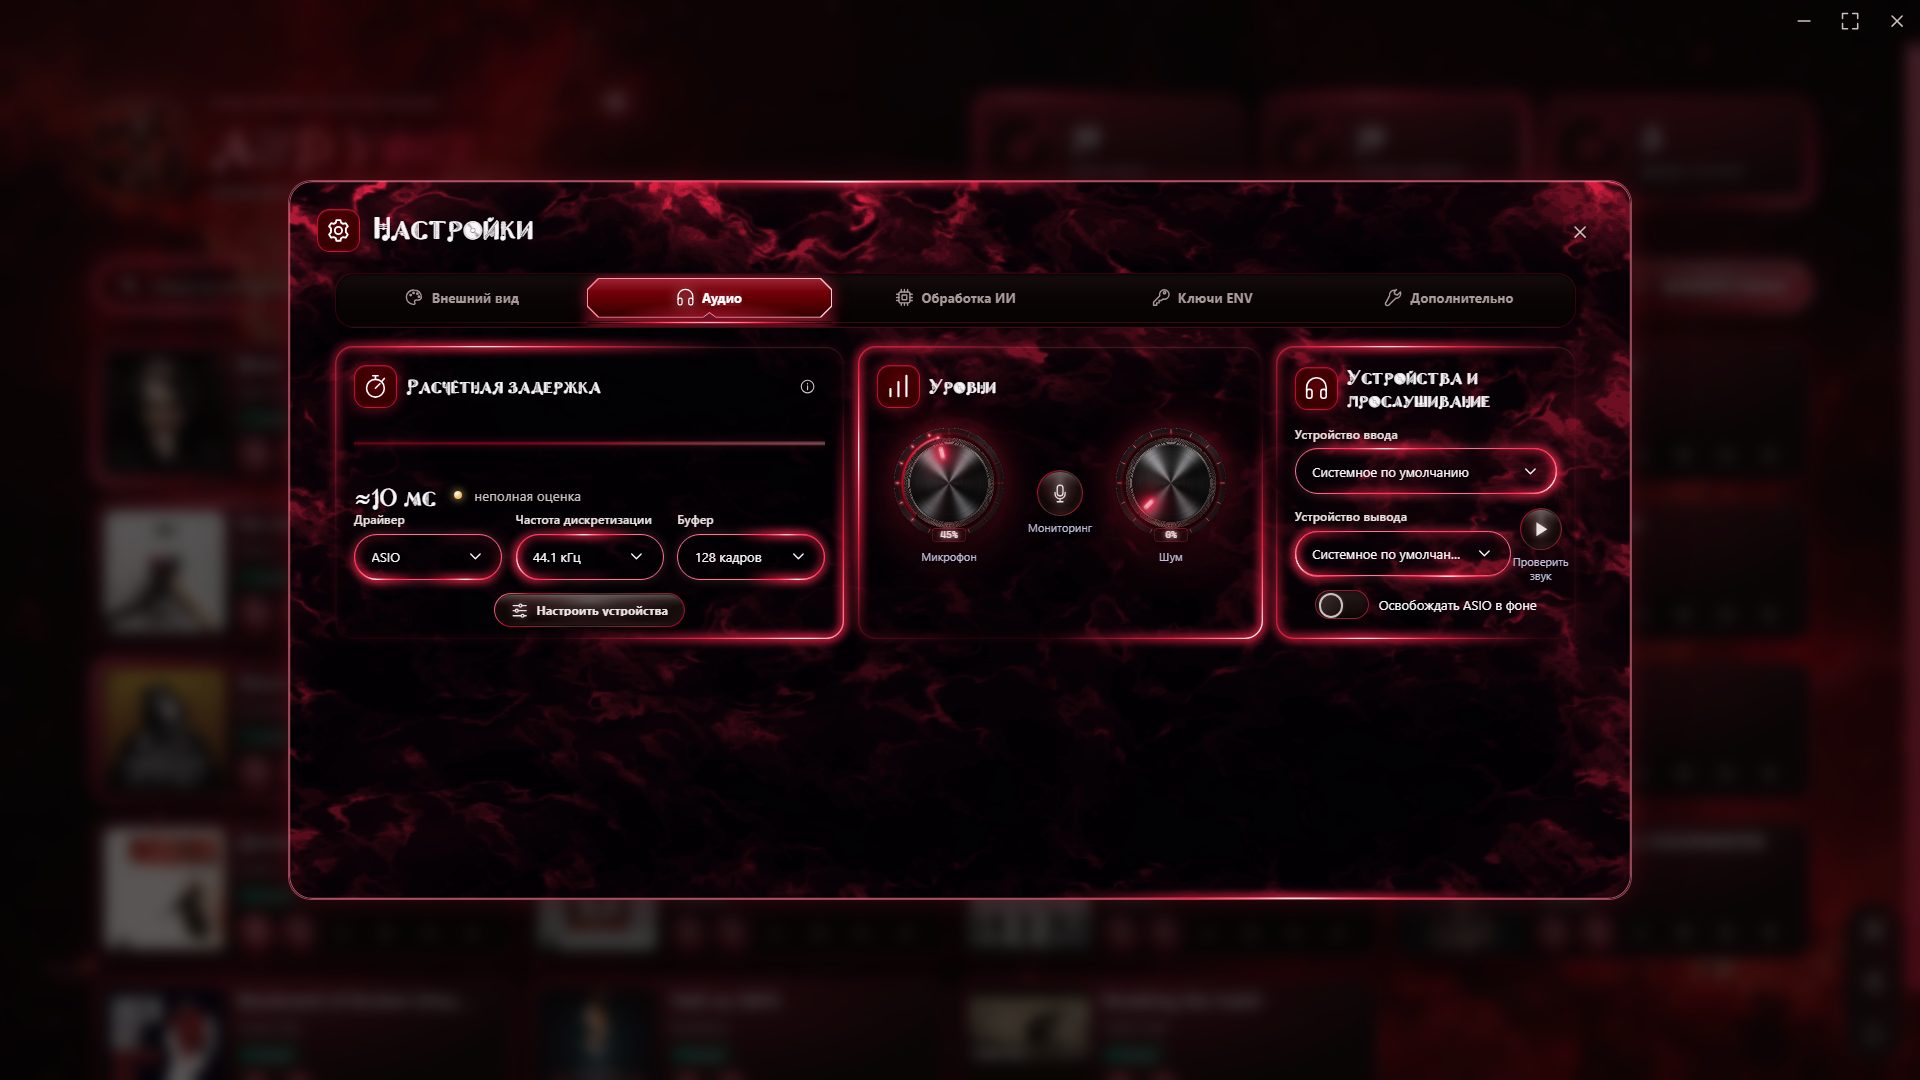 Настройки
Внешний вид
Аудио
Обработка ИИ
Ключи ENV
Дополнительно
Расчётная задержка
≈10 мс
неполная оценка
Драйвер
Частота дискретизации
Буфер
ASIO
44.1 кГц
128 кадров
Настроить устройства
Уровни
45%
Микрофон
Мониторинг
0%
Шум
Устройства и
прослушивание
Устройство ввода
Системное по умолчанию
Устройство вывода
Системное по умолчан...
Проверить
звук
Освобождать ASIO в фоне